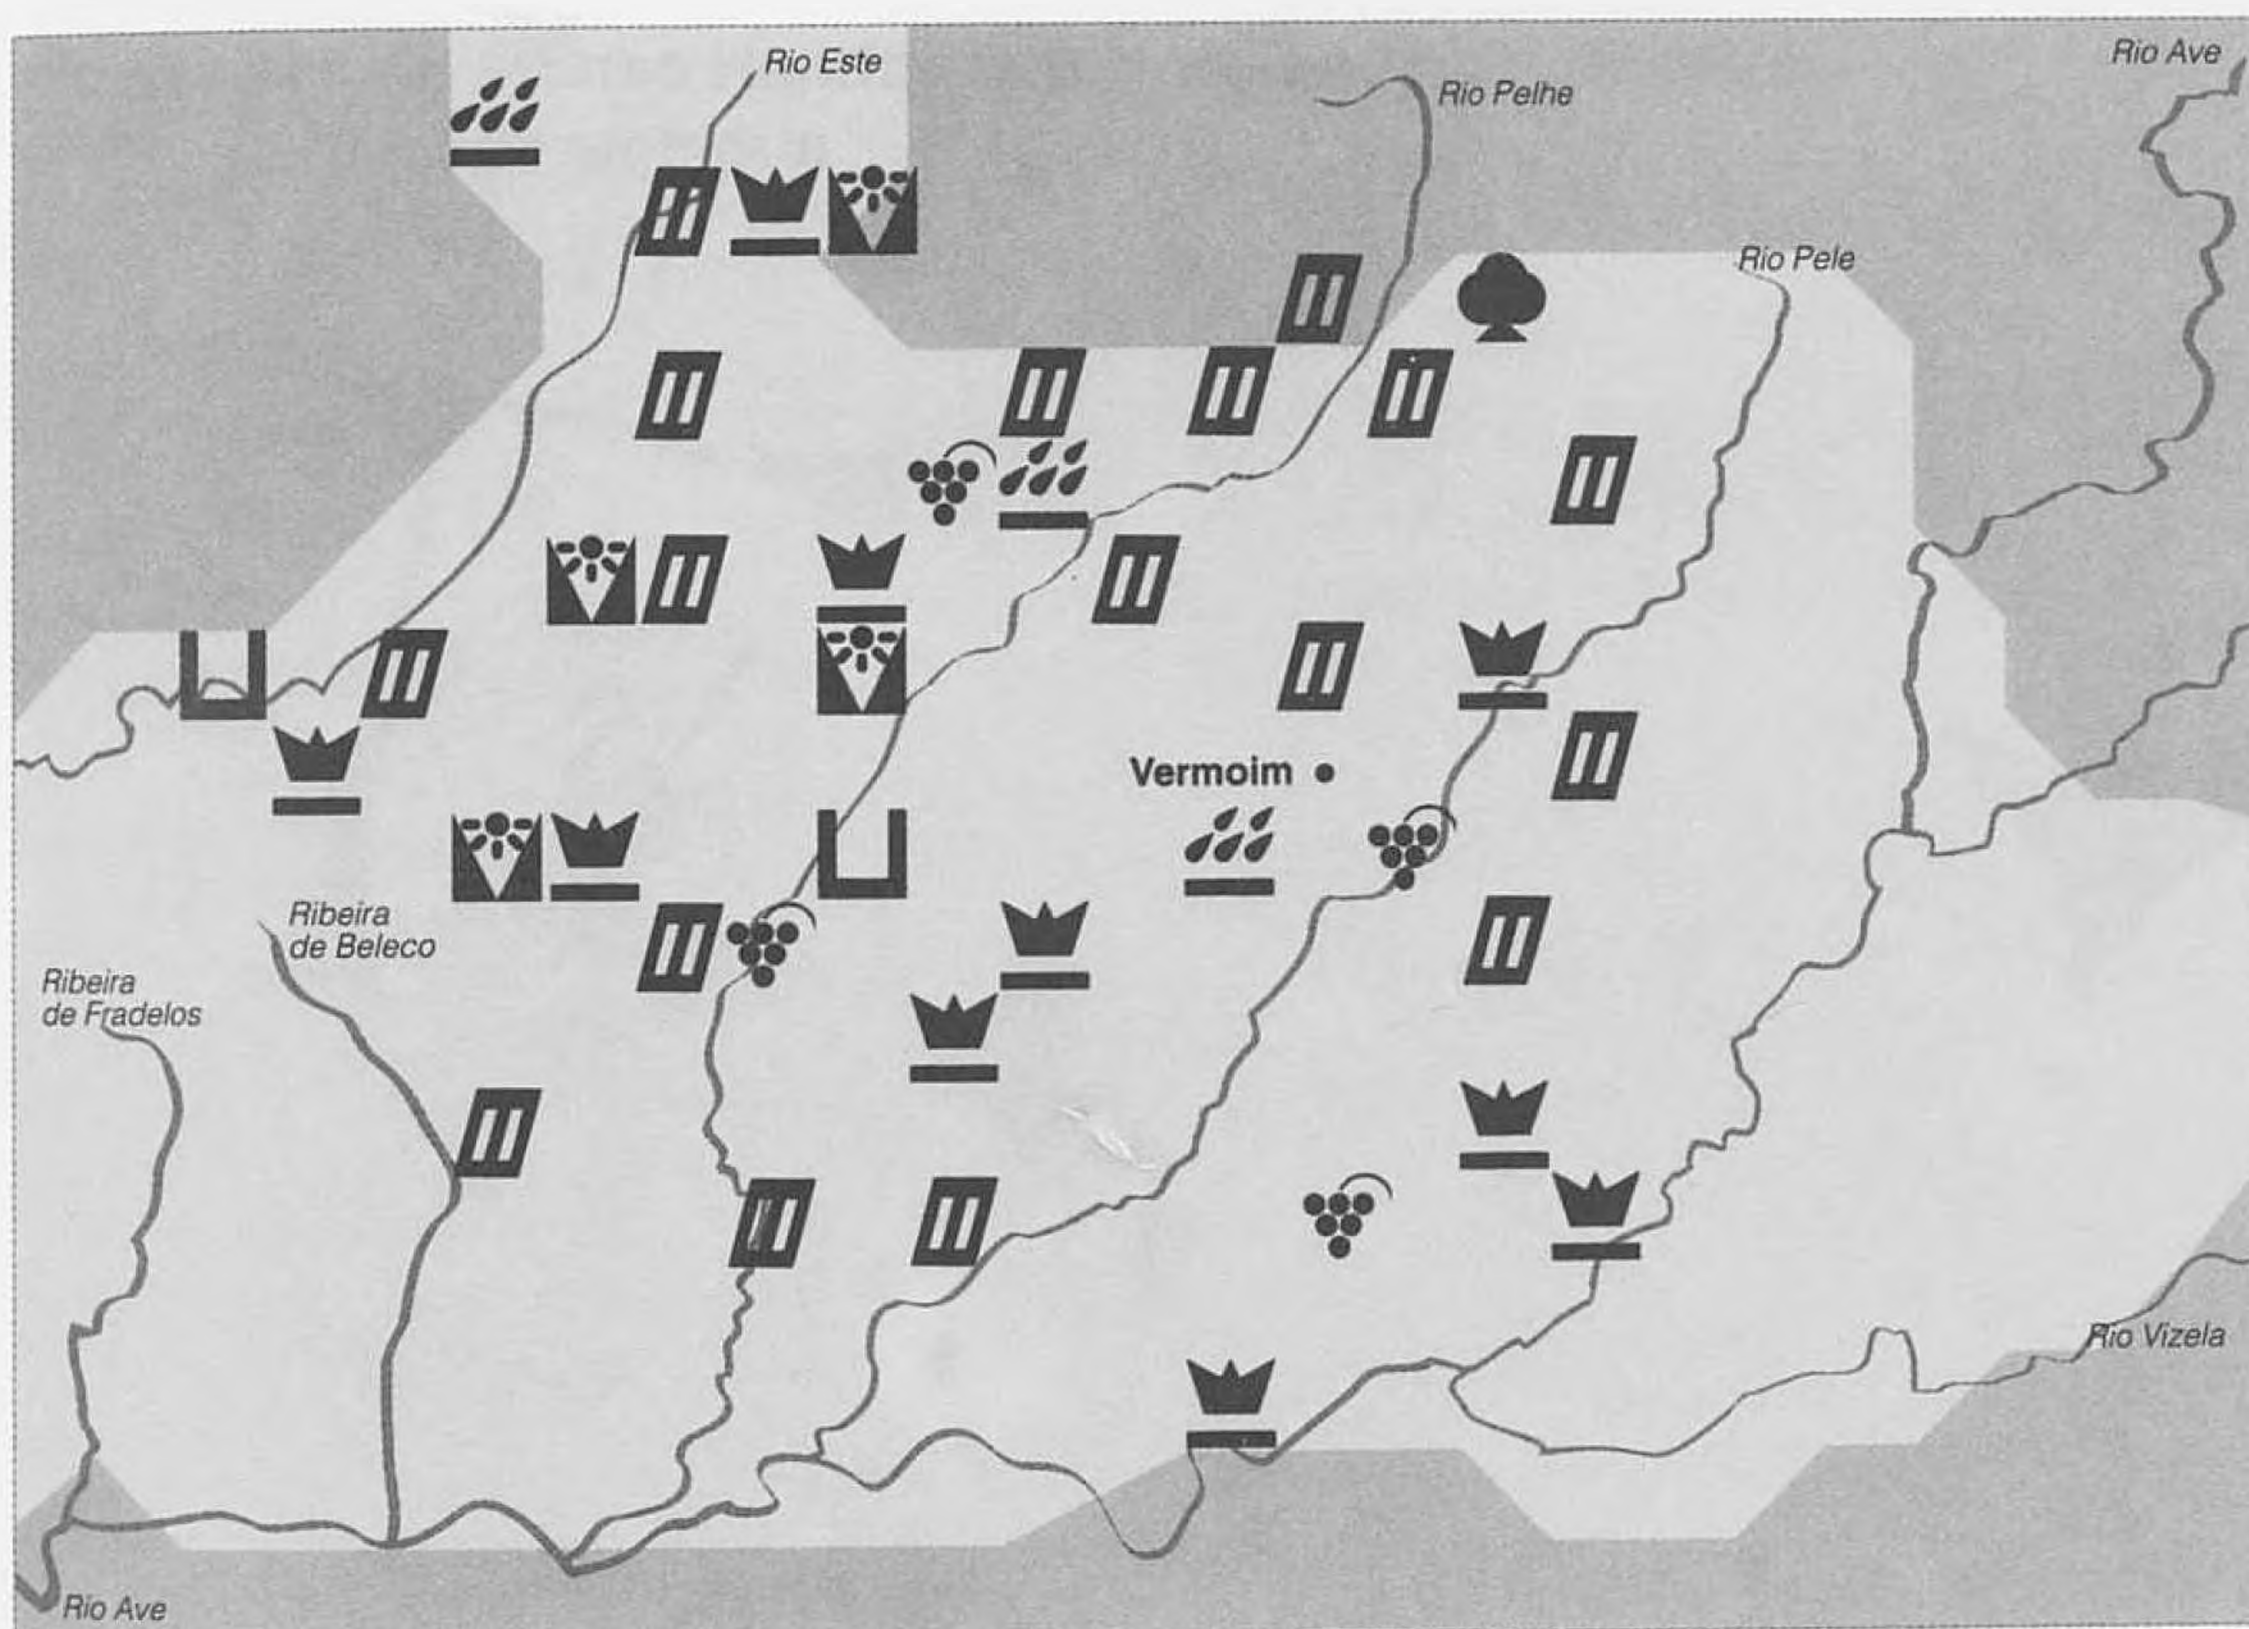 Rio Este
Rio Pelhe
Rio Ave
Rio Pele
Vermoim
Ribeira
de Beleco
Ribeira
de Fradelos
Rio Vizela
Rio Ave